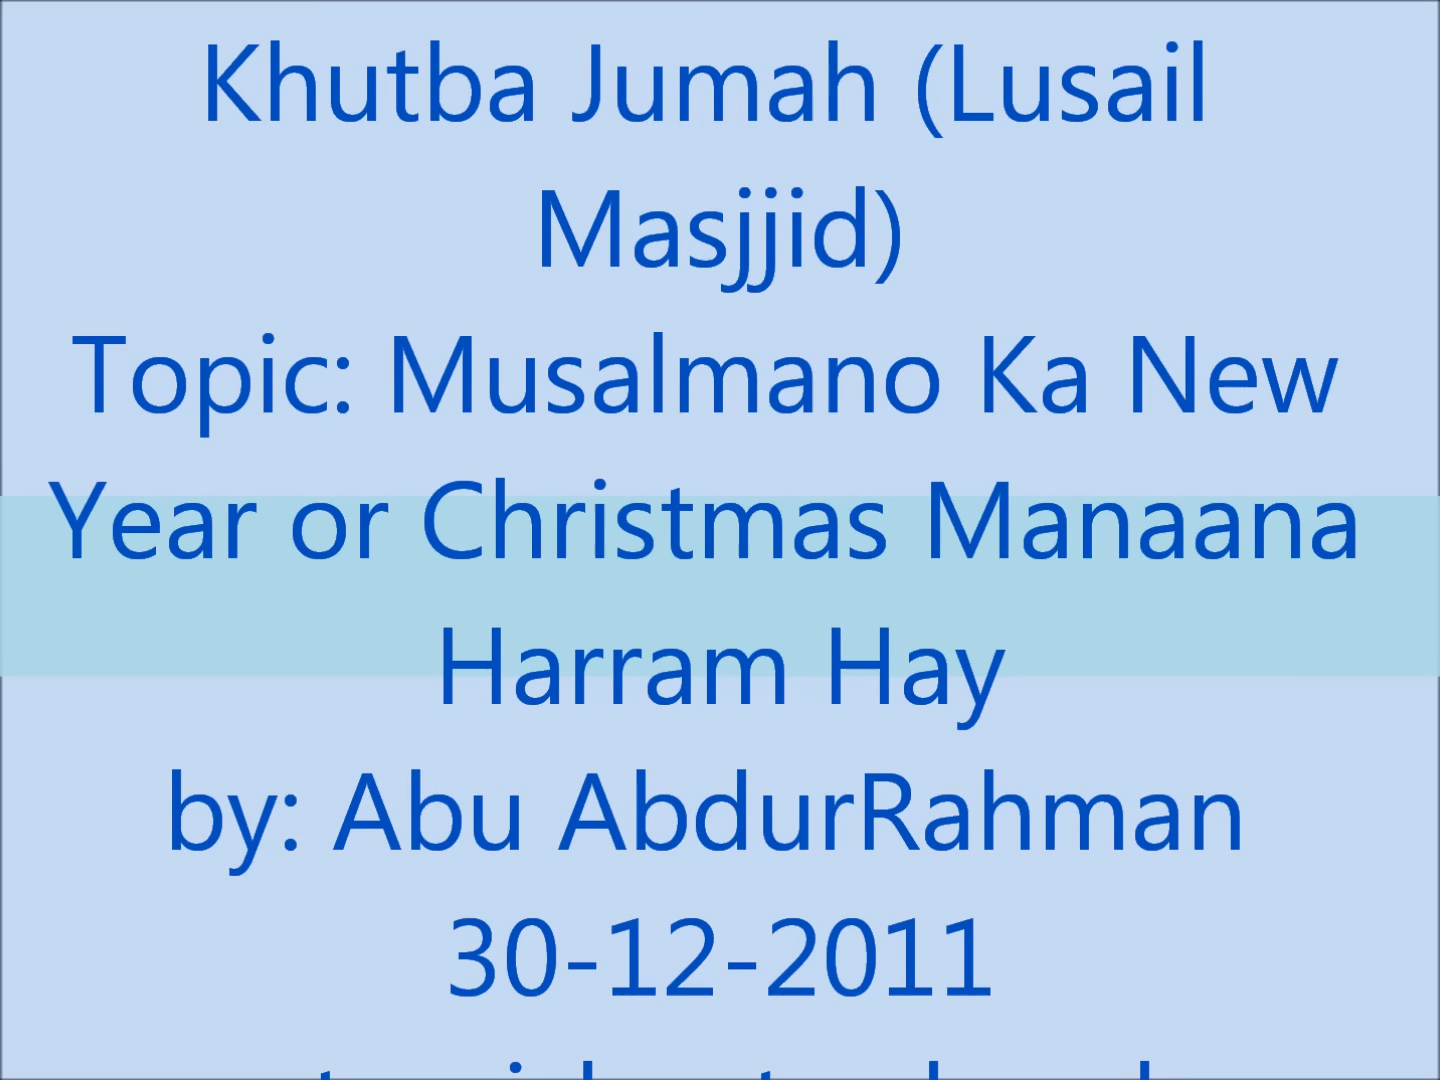 Khutba Jumah (Lusail
Masjjid)
Topic: Musalmano Ka New
Year or Christmas Manaana
Harram Hay
by: Abu AbdurRahman
30-12-2011